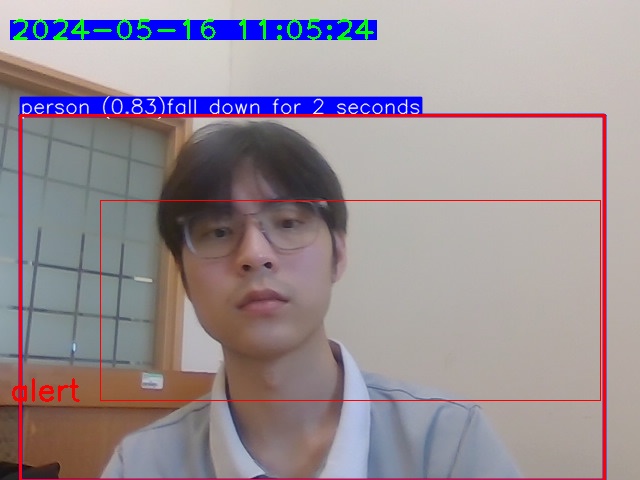 2024-05-16 11:05:24
person (0.83)fall down for 2 seconds
alert